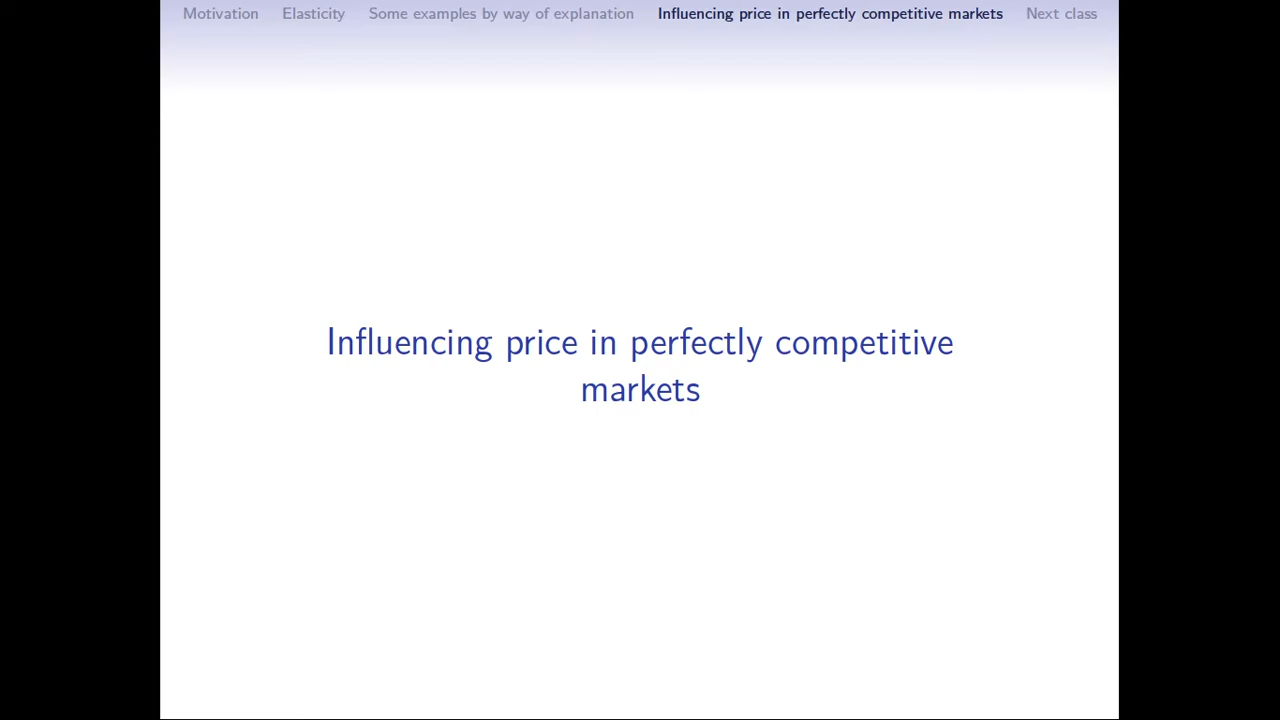 Motivation Elasticity Some examples by way of explanation Influencing price in perfectly competitive markets Next class
Influencing price in perfectly competitive
markets